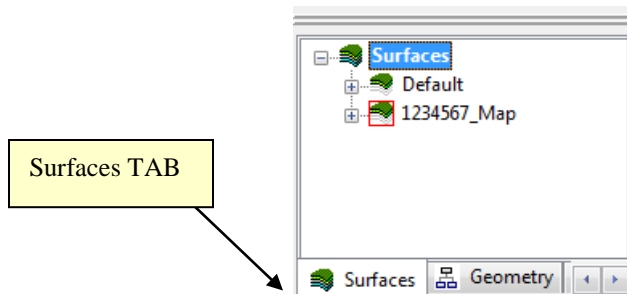 Surfaces
Default
1234567_Map
Surfaces TAB
Surfaces Geometry